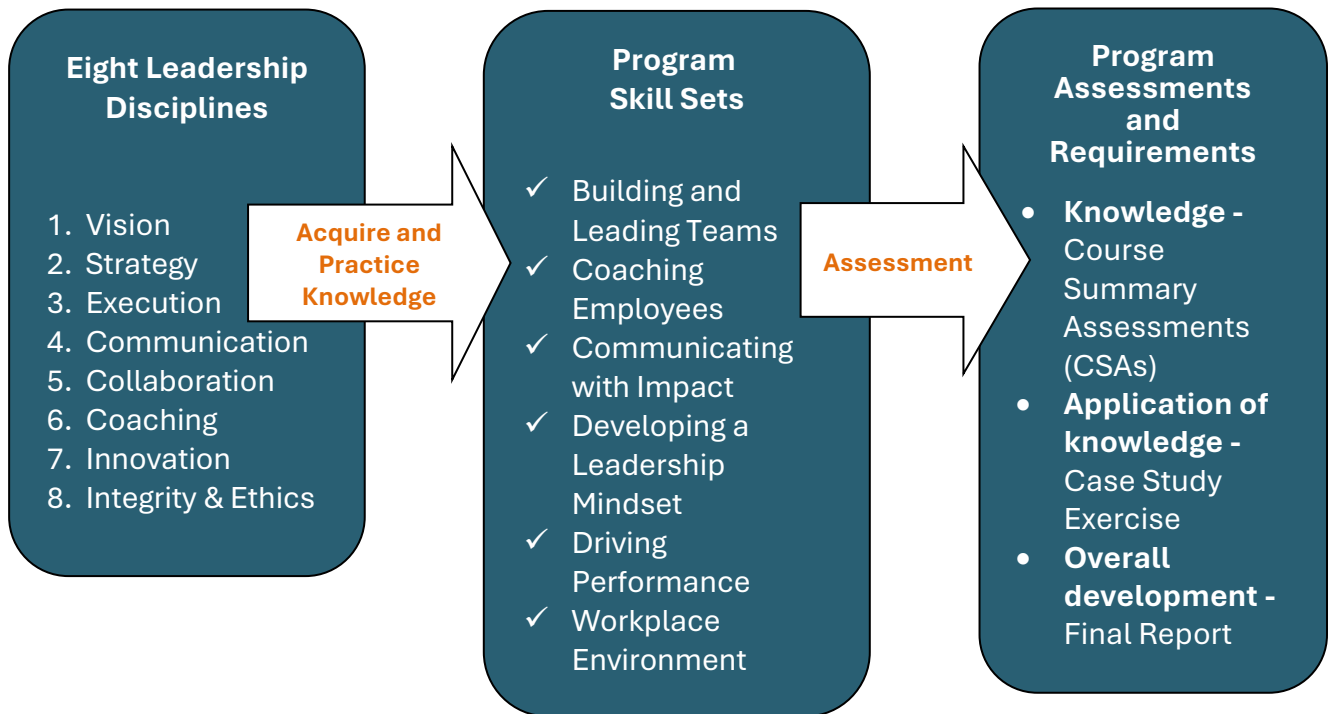 Eight Leadership
Disciplines
1. Vision
2. Strategy
3. Execution
4. Communication
5. Collaboration
6. Coaching
7. Innovation
8. Integrity & Ethics
Acquire and
Practice
Knowledge
Program
Skill Sets
✓ Building and
Leading Teams
✓ Coaching
Employees
✓ Communicating
with Impact
✓ Developing a
Leadership
Mindset
✓ Driving
Performance
✓ Workplace
Environment
Assessment
Program
Assessments
and
Requirements
• Knowledge -
Course
Summary
Assessments
(CSAs)
• Application of
knowledge -
Case Study
Exercise
• Overall
development -
Final Report